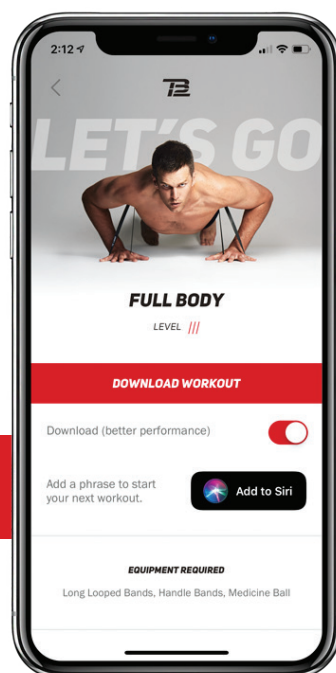 2:12
TB
LET'S GO
FULL BODY
LEVEL ///
DOWNLOAD WORKOUT
Download (better performance)
Add a phrase to start
your next workout.
Add to Siri
EQUIPMENT REQUIRED
Long Looped Bands, Handle Bands, Medicine Ball